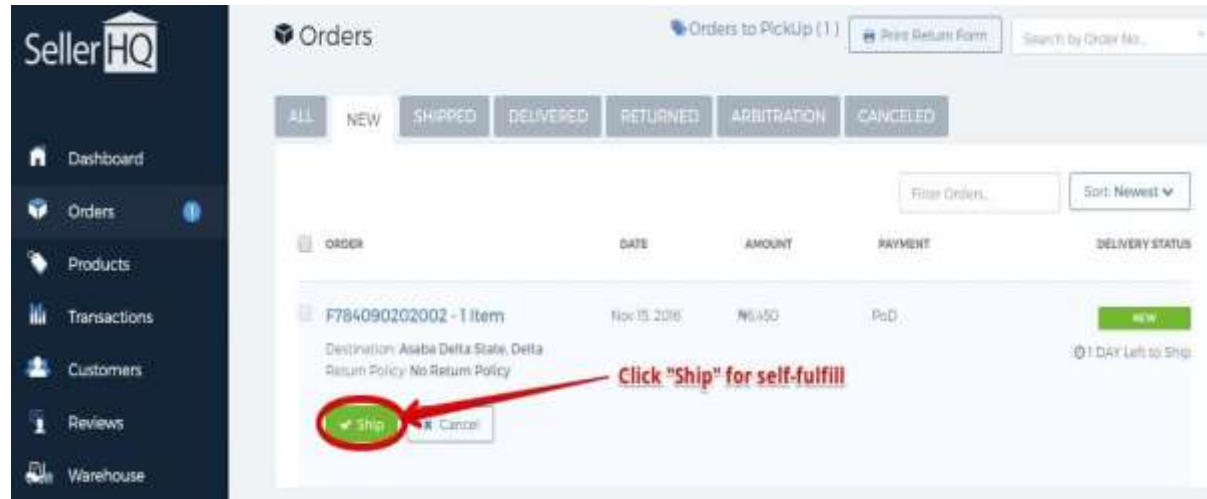 SellerHQ
Orders
Orders to PickUp (1)
Print Return Form
Search by Order No..
ALL
NEW
SHIPPED
DELIVERED
RETURNED
ARBITRATION
CANCELED
Dashboard
Orders 1
Products
Transactions
Customers
Reviews
Warehouse
Filter Orders..
Sort: Newest
ORDER DATE AMOUNT PAYMENT DELIVERY STATUS
F784090202002 - 1 Item Nov 15, 2016 ₦6,450 PoD NEW
Destination: Asaba Delta State, Delta 1 DAY Left to Ship
Return Policy: No Return Policy
Click "Ship" for self-fulfill
Ship
Cancel